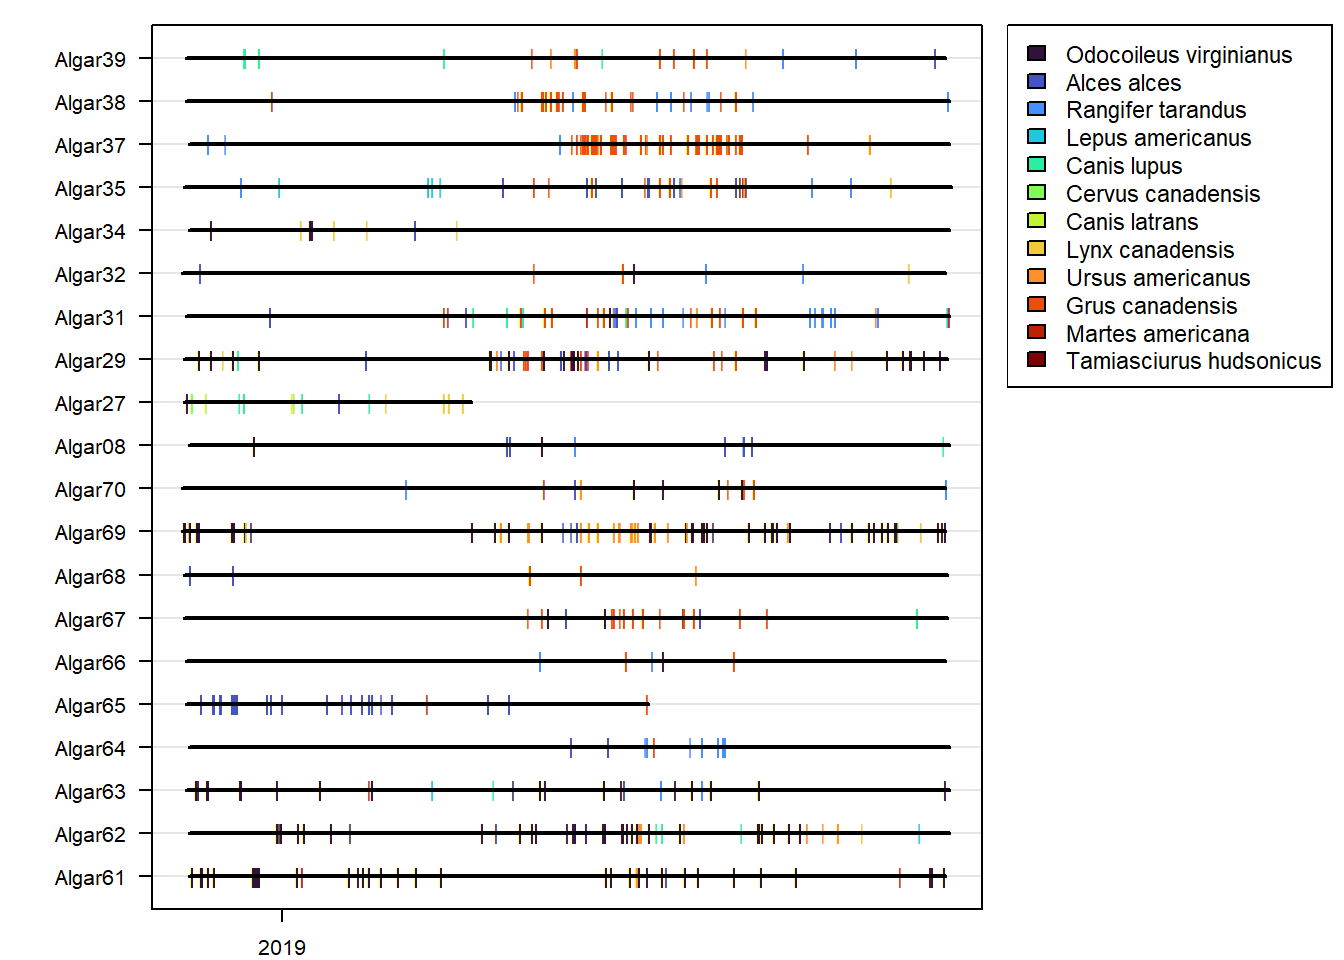 Algar39
Algar38
Algar37
Algar35
Algar34
Algar32
Algar31
Algar29
Algar27
Algar08
Algar70
Algar69
Algar68
Algar67
Algar66
Algar65
Algar64
Algar63
Algar62
Algar61
2019
Odocoileus virginianus
Alces alces
Rangifer tarandus
Lepus americanus
Canis lupus
Cervus canadensis
Canis latrans
Lynx canadensis
Ursus americanus
Grus canadensis
Martes americana
Tamiasciurus hudsonicus